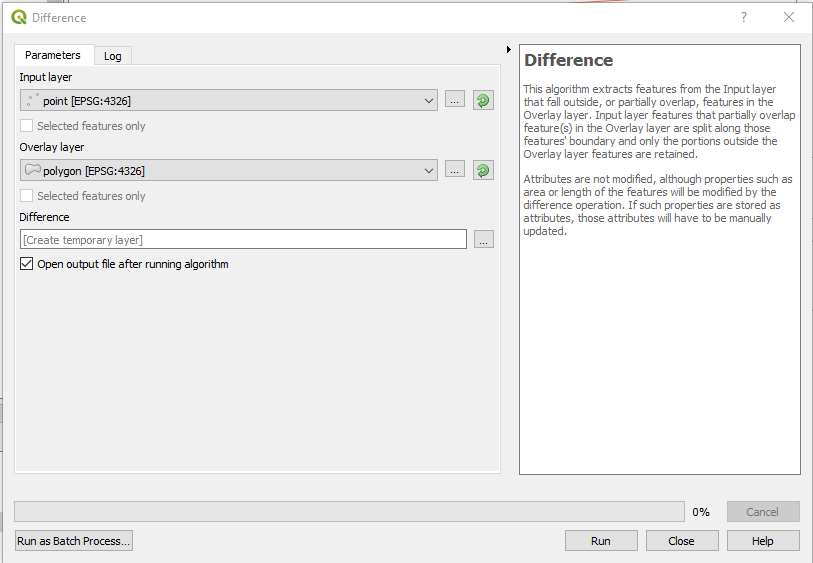 Difference
?
Parameters
Log
Input layer
point [EPSG:4326]
...
Selected features only
Overlay layer
polygon [EPSG:4326]
...
Selected features only
Difference
[Create temporary layer]
...
Open output file after running algorithm
Difference
This algorithm extracts features from the Input layer
that fall outside, or partially overlap, features in the
Overlay layer. Input layer features that partially overlap
feature(s) in the Overlay layer are split along those
features' boundary and only the portions outside the
Overlay layer features are retained.
Attributes are not modified, although properties such as
area or length of the features will be modified by the
difference operation. If such properties are stored as
attributes, those attributes will have to be manually
updated.
0%
Cancel
Run as Batch Process...
Run
Close
Help